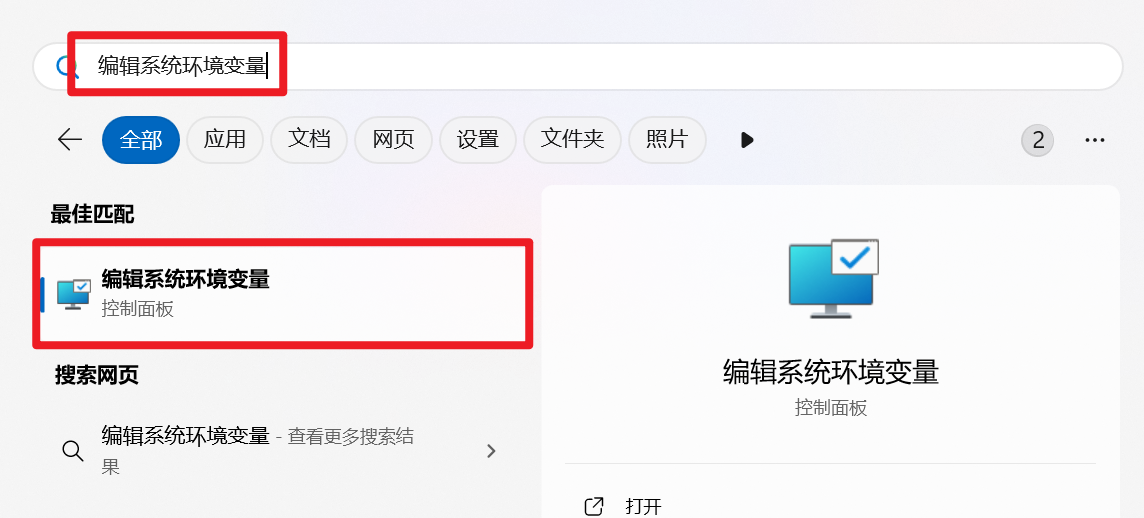 编辑系统环境变量
全部 应用 文档 网页 设置 文件夹 照片 2
最佳匹配
编辑系统环境变量
控制面板
搜索网页
编辑系统环境变量 - 查看更多搜索结
果
编辑系统环境变量
控制面板
打开